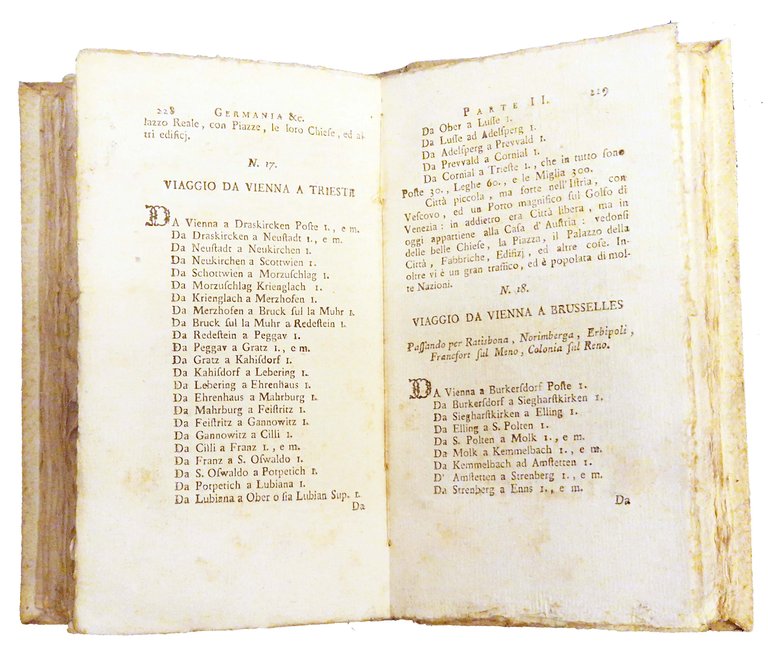 228 GERMANIA &c.
lazzo Reale, con Piazze, le loro Chiese, ed al-
tri edificj.
N. 17.
VIAGGIO DA VIENNA A TRIESTE
DA Vienna a Draskircken Poste 1., e m.
Da Draskircken a Neuſtadt 1., e m.
Da Neuſtadt a Neukirchen 1.
Da Neukirchen a Scottwien 1.
Da Schottwien a Morzuſchlag 1.
Da Morzuſchlag Krienglach 1.
Da Krienglach a Merzhofen 1.
Da Merzhofen a Bruck ſul la Muhr 1.
Da Bruck ſul la Muhr a Redeſtein 1.
Da Redeſtein a Peggav 1.
Da Peggav a Gratz 1., e m.
Da Gratz a Kahiſdorf 1.
Da Kahiſdorf a Lebering 1.
Da Lebering a Ehrenhaus 1.
Da Ehrenhaus a Mahrburg 1.
Da Mahrburg a Feiſtritz 1.
Da Feiſtritz a Gannowitz 1.
Da Gannowitz a Cilli 1.
Da Cilli a Franz 1., e m.
Da Franz a S. Oſwaldo 1.
Da S. Oſwaldo a Potpetich 1.
Da Potpetich a Lubiana 1.
Da Lubiana a Ober o ſia Lubian Sup. 1.
Da
PARTE II. 229
Da Ober a Luſſe 1.
Da Luſſe ad Adelſperg 1.
Da Adelſperg a Prevvald 1.
Da Prevvald a Cornial 1.
Da Cornial a Trieſte 1., che in tutto ſono
Poſte 30., Leghe 60., e le Miglia 300.
Città piccola, ma forte nell'Iſtria, con
Veſcovo, ed un Porto magnifico ſul Golfo di
Venezia: in addietro era Città libera, ma in
oggi appartiene alla Caſa d' Auſtria: vedonſi
delle belle Chieſe, la Piazza, il Palazzo della
Città, Fabbriche, Edifizj, ed altre coſe. In-
oltre vi è un gran traffico, ed è popolata di mol-
te Nazioni.
N. 18.
VIAGGIO DA VIENNA A BRUSSELLES
Paſſando per Ratisbona, Norimberga, Erbipoli,
Francfort ſul Meno, Colonia ſul Reno.
DA Vienna a Burkerſdorf Poſte 1.
Da Burkerſdorf a Siegharſtkirken 1.
Da Siegharſtkirken a Elling 1.
Da Elling a S. Polten 1.
Da S. Polten a Molk 1., e m.
Da Molk a Kemmelbach 1., e m.
Da Kemmelbach ad Amſtetten 1.
D' Amſtetten a Strenberg 1., e m.
Da Strenberg a Enns 1., e m.
Da